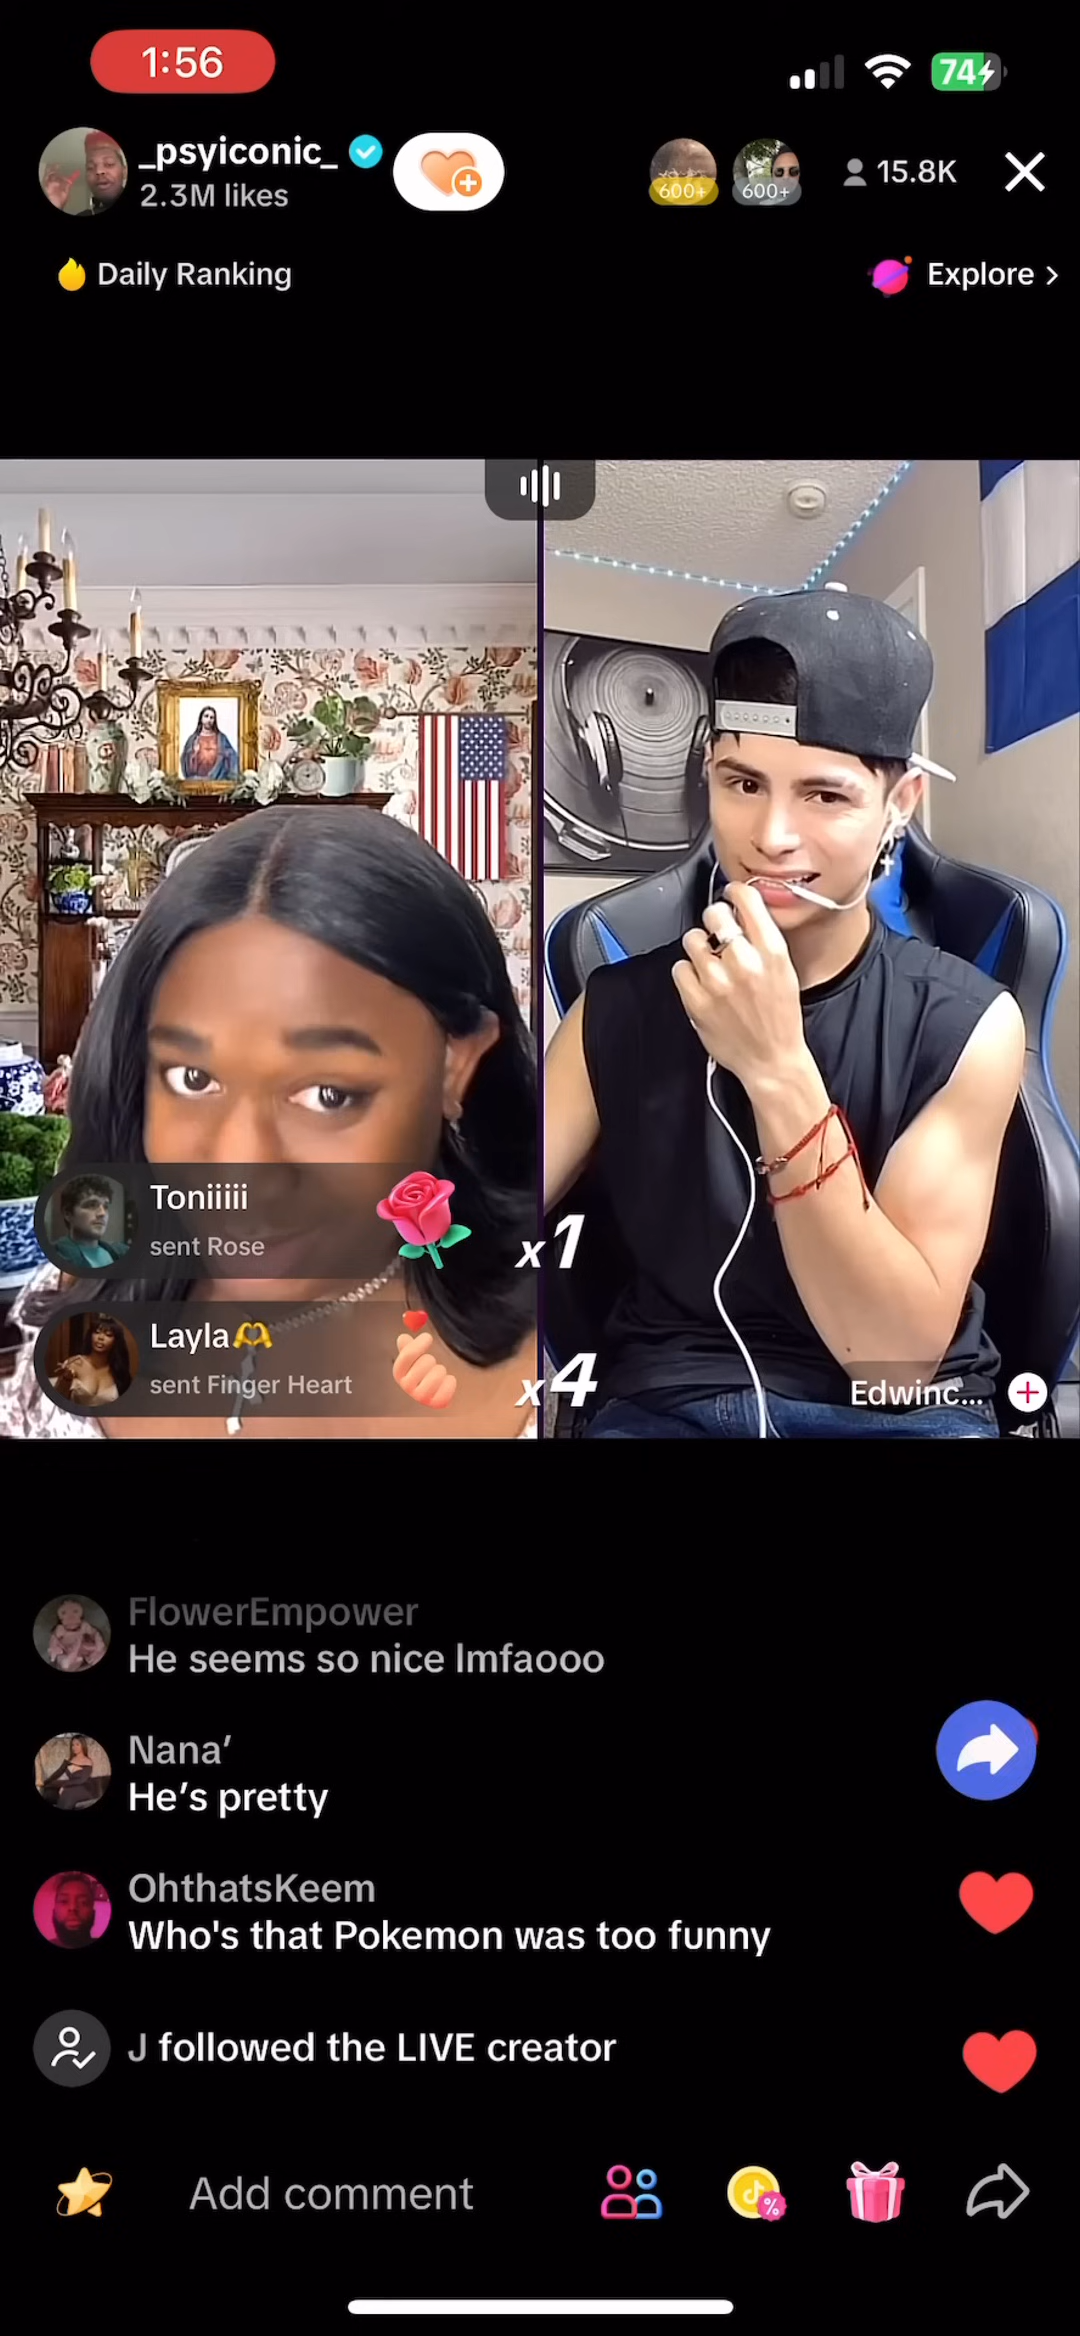 1:56
74
_psyiconic_
2.3M likes
600+
600+
15.8K
Daily Ranking
Explore >
Toniiiii
sent Rose
x1
Layla🫶
sent Finger Heart
x4
Edwinc...
FlowerEmpower
He seems so nice lmfaooo
Nana’
He’s pretty
OhthatsKeem
Who's that Pokemon was too funny
J followed the LIVE creator
Add comment